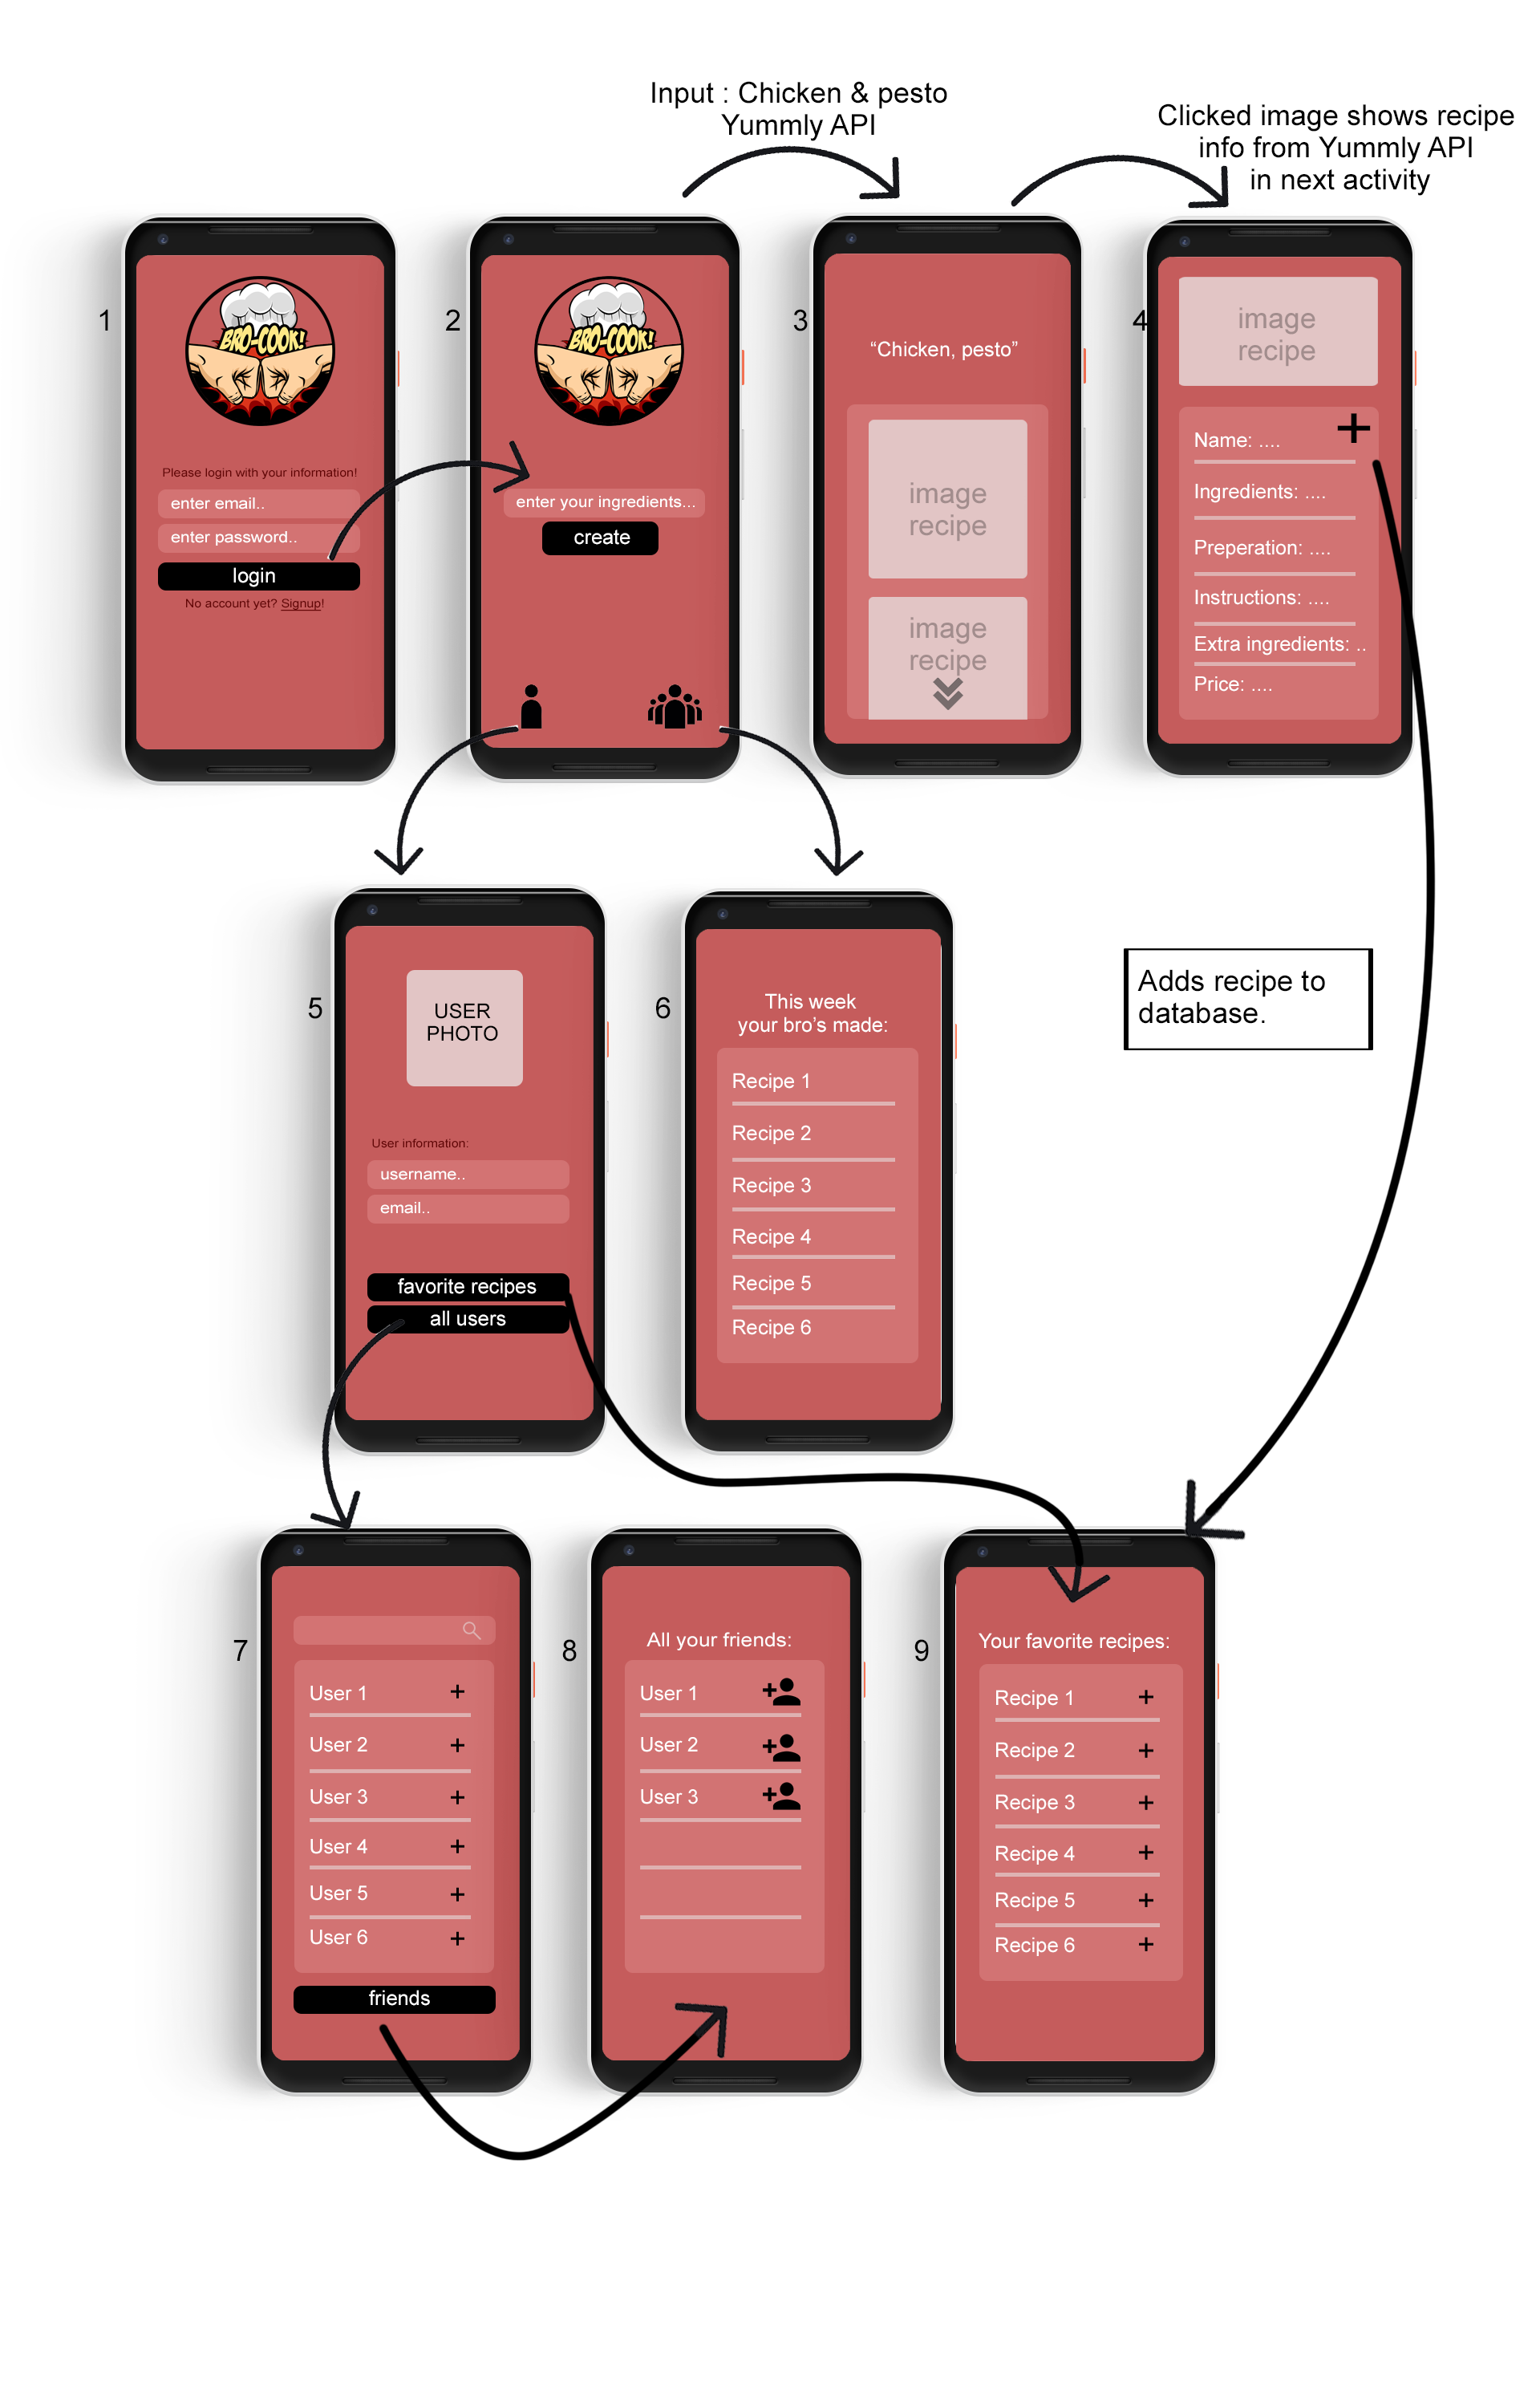 Input : Chicken & pesto
Yummly API
Clicked image shows recipe
info from Yummly API
in next activity
1
BRO-COOK!
Please login with your information!
enter email..
enter password..
login
No account yet? Signup!
2
BRO-COOK!
enter your ingredients...
create
3
“Chicken, pesto”
image
recipe
image
recipe
4
image
recipe
Name: ....
Ingredients: ....
Preperation: ....
Instructions: ....
Extra ingredients: ..
Price: ....
5
USER
PHOTO
User information:
username..
email..
favorite recipes
all users
6
This week
your bro’s made:
Recipe 1
Recipe 2
Recipe 3
Recipe 4
Recipe 5
Recipe 6
Adds recipe to
database.
7
User 1
User 2
User 3
User 4
User 5
User 6
friends
8
All your friends:
User 1
User 2
User 3
9
Your favorite recipes:
Recipe 1
Recipe 2
Recipe 3
Recipe 4
Recipe 5
Recipe 6